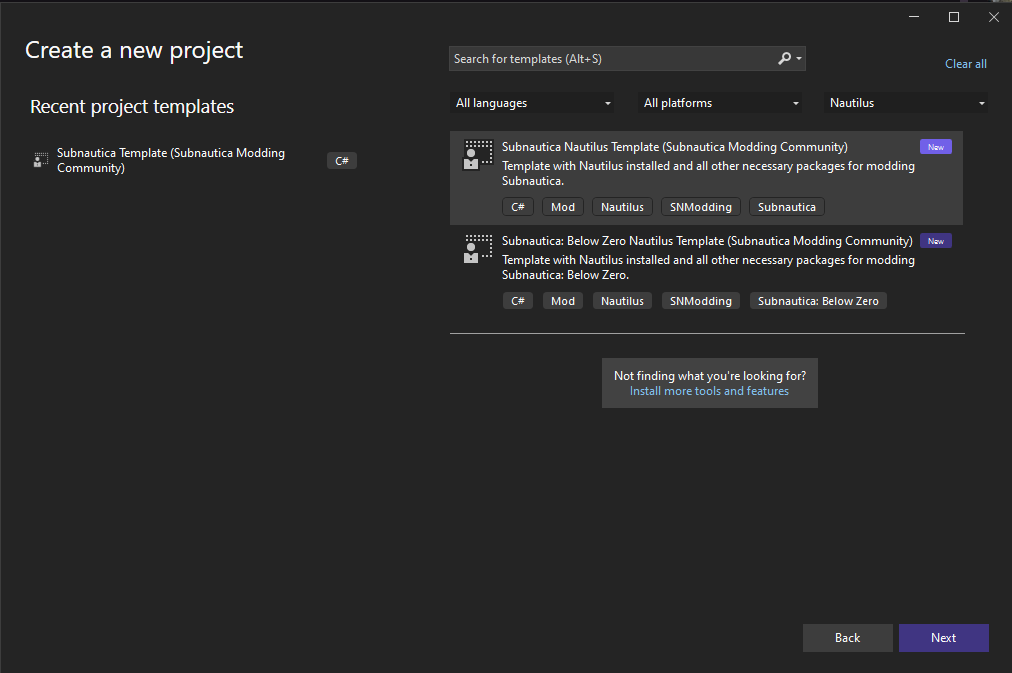 Create a new project
Search for templates (Alt+S)
Clear all
Recent project templates
All languages
All platforms
Nautilus
Subnautica Template (Subnautica Modding
Community)
C#
Subnautica Nautilus Template (Subnautica Modding Community)
New
Template with Nautilus installed and all other necessary packages for modding
Subnautica.
C#
Mod
Nautilus
SNModding
Subnautica
Subnautica: Below Zero Nautilus Template (Subnautica Modding Community)
New
Template with Nautilus installed and all other necessary packages for modding
Subnautica: Below Zero.
C#
Mod
Nautilus
SNModding
Subnautica: Below Zero
Not finding what you're looking for?
Install more tools and features
Back
Next